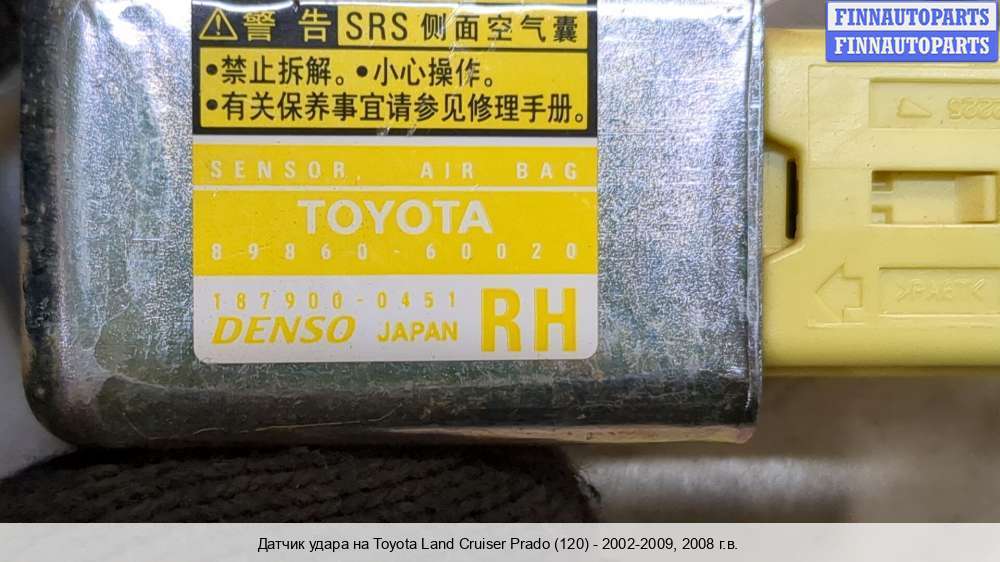 FINNAUTOPARTS
FINNAUTOPARTS
⚠警告 SRS 侧面空气囊
•禁止拆解。•小心操作。
•有关保养事宜请参见修理手册。
SENSOR, AIR BAG
TOYOTA
89860-60020
187900-0451
DENSO JAPAN RH
>PA6T<
Датчик удара на Toyota Land Cruiser Prado (120) - 2002-2009, 2008 г.в.